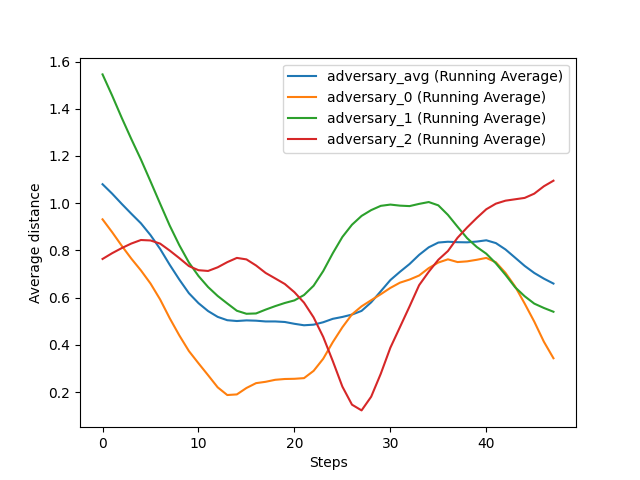 1.6
1.4
1.2
1.0
0.8
0.6
0.4
0.2
Average distance
adversary_avg (Running Average)
adversary_0 (Running Average)
adversary_1 (Running Average)
adversary_2 (Running Average)
0 10 20 30 40
Steps